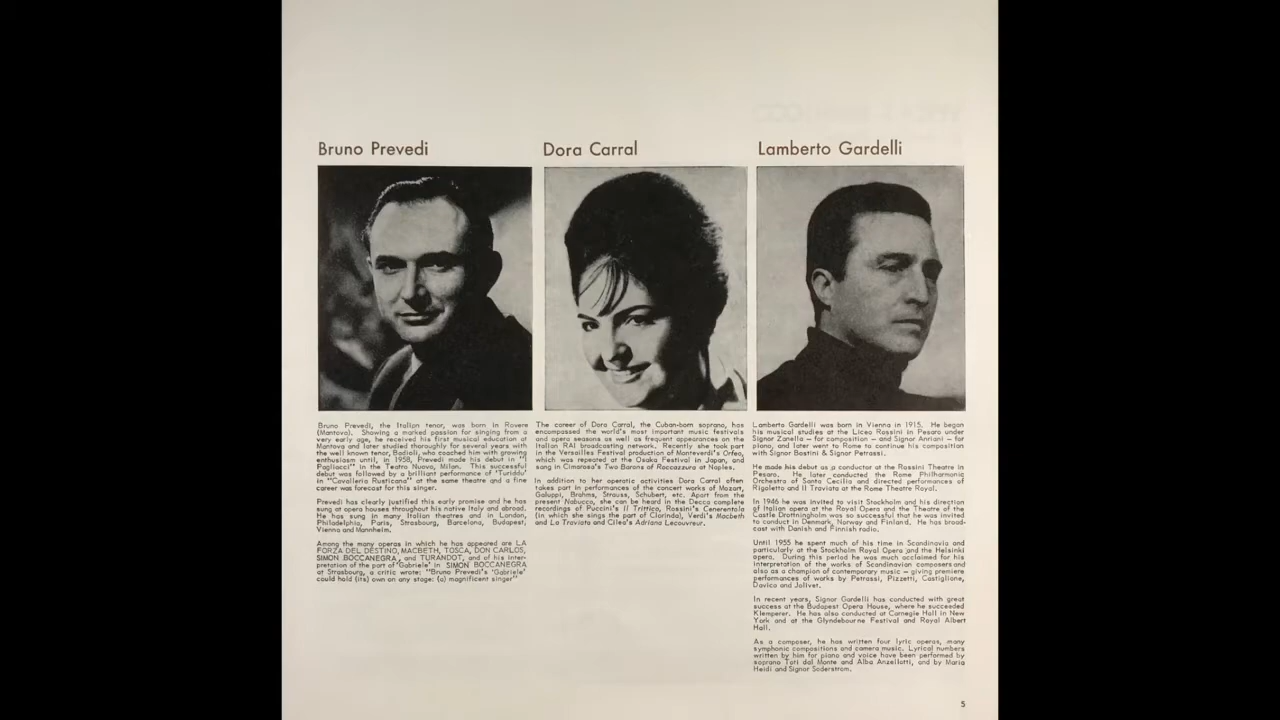 Bruno Prevedi
Bruno Prevedi, the Italian tenor, was born in Rovere
(Mantova). Showing a marked passion for singing from a
very early age, he received his first musical education at
Mantova and later studied thoroughly for several years with
the well known tenor, Badioli, who coached him with growing
enthusiasm until, in 1958, Prevedi made his debut in "I
Pagliacci" in the Teatro Nuovo, Milan. This successful
debut was followed by a brilliant performance of 'Turiddu'
in "Cavalleria Rusticana" at the same theatre and a fine
career was forecast for this singer.
Prevedi has clearly justified this early promise and he has
sung at opera houses throughout his native Italy and abroad.
He has sung in many Italian theatres and in London,
Philadelphia, Paris, Strasbourg, Barcelona, Budapest,
Vienna and Mannheim.
Among the many operas in which he has appeared are LA
FORZA DEL DESTINO, MACBETH, TOSCA, DON CARLOS,
SIMON BOCCANEGRA, and TURANDOT, and of his inter-
pretation of the part of 'Gabriele' in SIMON BOCCANEGRA
at Strasbourg, a critic wrote: "Bruno Prevedi's 'Gabriele'
could hold (its) own on any stage: (a) magnificent singer"
Dora Carral
The career of Dora Carral, the Cuban-born soprano, has
encompassed the world's most important music festivals
and opera seasons as well as frequent appearances on the
Italian RAI broadcasting network. Recently she took part
in the Versailles Festival production of Monteverdi's Orfeo,
which was repeated at the Osaka Festival in Japan, and
sang in Cimarosa's Two Barons of Roccazzura at Naples.
In addition to her operatic activities Dora Carral often
takes part in performances of the concert works of Mozart,
Galuppi, Brahms, Strauss, Schubert, etc. Apart from the
present Nabucco, she can be heard in the Decca complete
recordings of Puccini's Il Trittico, Rossini's Cenerentola
(in which she sings the part of Clorinda), Verdi's Macbeth
and La Traviata and Cilea's Adriana Lecouvreur.
Lamberto Gardelli
Lamberto Gardelli was born in Vienna in 1915. He began
his musical studies at the Liceo Rossini in Pesaro under
Signor Zanella — for composition — and Signor Anriani — for
piano, and later went to Rome to continue his composition
with Signor Bostini & Signor Petrassi.
He made his debut as a conductor at the Rossini Theatre in
Pesaro. He later conducted the Rome Philharmonic
Orchestra of Santa Cecilia and directed performances of
Rigoletto and Il Traviata at the Rome Theatre Royal.
In 1946 he was invited to visit Stockholm and his direction
of Italian opera at the Royal Opera and the Theatre of the
Castle Drottningholm was so successful that he was invited
to conduct in Denmark, Norway and Finland. He has broad-
cast with Danish and Finnish radio.
Until 1955 he spent much of his time in Scandinavia and
particularly at the Stockholm Royal Opera and the Helsinki
opera. During this period he was much acclaimed for his
interpretation of the works of Scandinavian composers and
also as a champion of contemporary music — giving premiere
performances of works by Petrassi, Pizzetti, Castiglione,
Davico and Jolivet.
In recent years, Signor Gardelli has conducted with great
success at the Budapest Opera House, where he succeeded
Klemperer. He has also conducted at Carnegie Hall in New
York and at the Glyndebourne Festival and Royal Albert
Hall.
As a composer, he has written four lyric operas, many
symphonic compositions and camera music. Lyrical numbers
written by him for piano and voice have been performed by
soprano Toti dal Monte and Alba Anzellotti, and by Maria
Heidi and Signor Soderstrom.
5